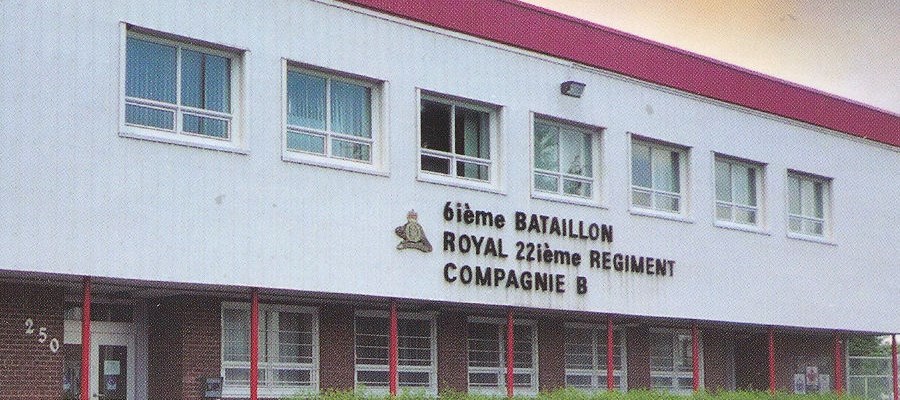 6ième BATAILLON
ROYAL 22ième REGIMENT
COMPAGNIE B
250